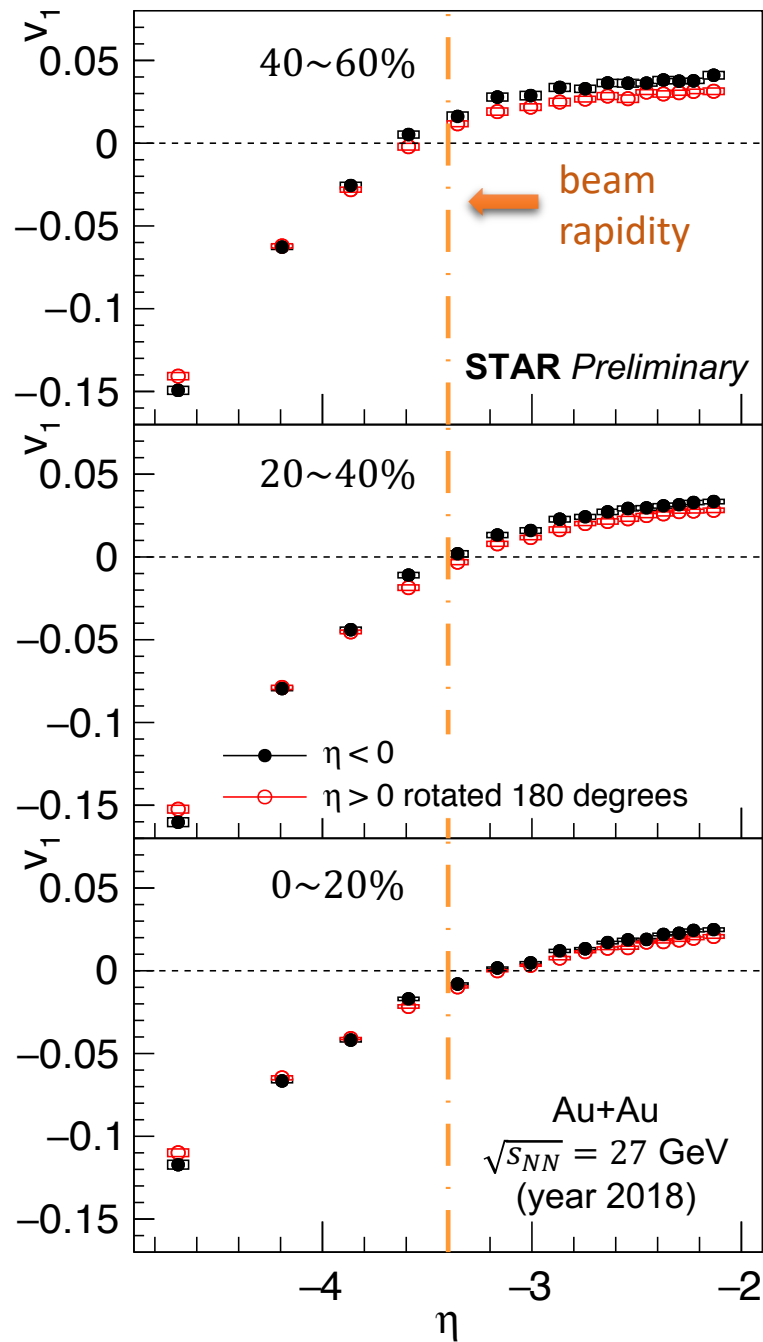 v₁
0.05
40~60%
0
beam
rapidity
−0.05
−0.1
STAR Preliminary
−0.15
v₁
0.05
20~40%
0
−0.05
−0.1
η < 0
η > 0 rotated 180 degrees
−0.15
v₁
0.05
0~20%
0
−0.05
−0.1
Au+Au
√s_NN = 27 GeV
(year 2018)
−0.15
−4 −3 −2
η